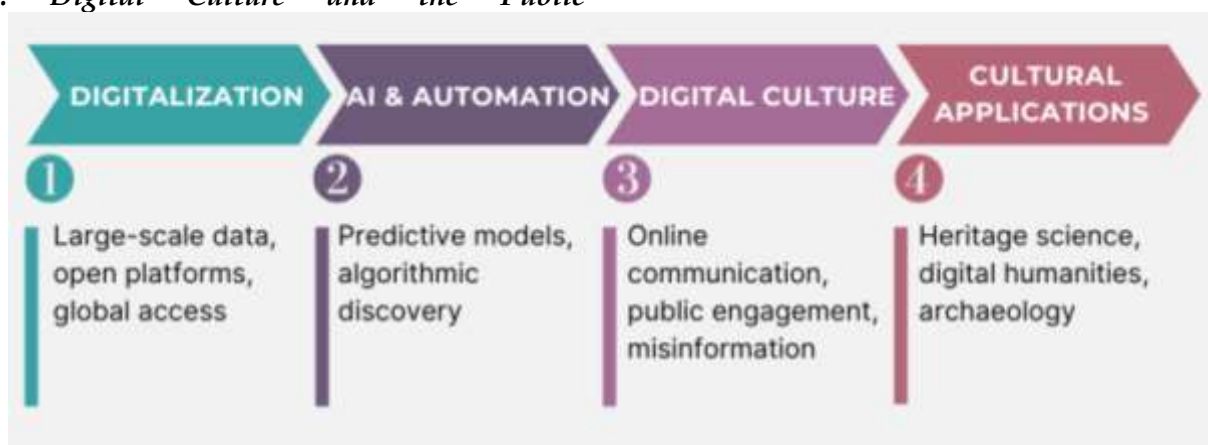 . Digital Culture and the Public
DIGITALIZATION
AI & AUTOMATION
DIGITAL CULTURE
CULTURAL
APPLICATIONS
1
Large-scale data,
open platforms,
global access
2
Predictive models,
algorithmic
discovery
3
Online
communication,
public engagement,
misinformation
4
Heritage science,
digital humanities,
archaeology